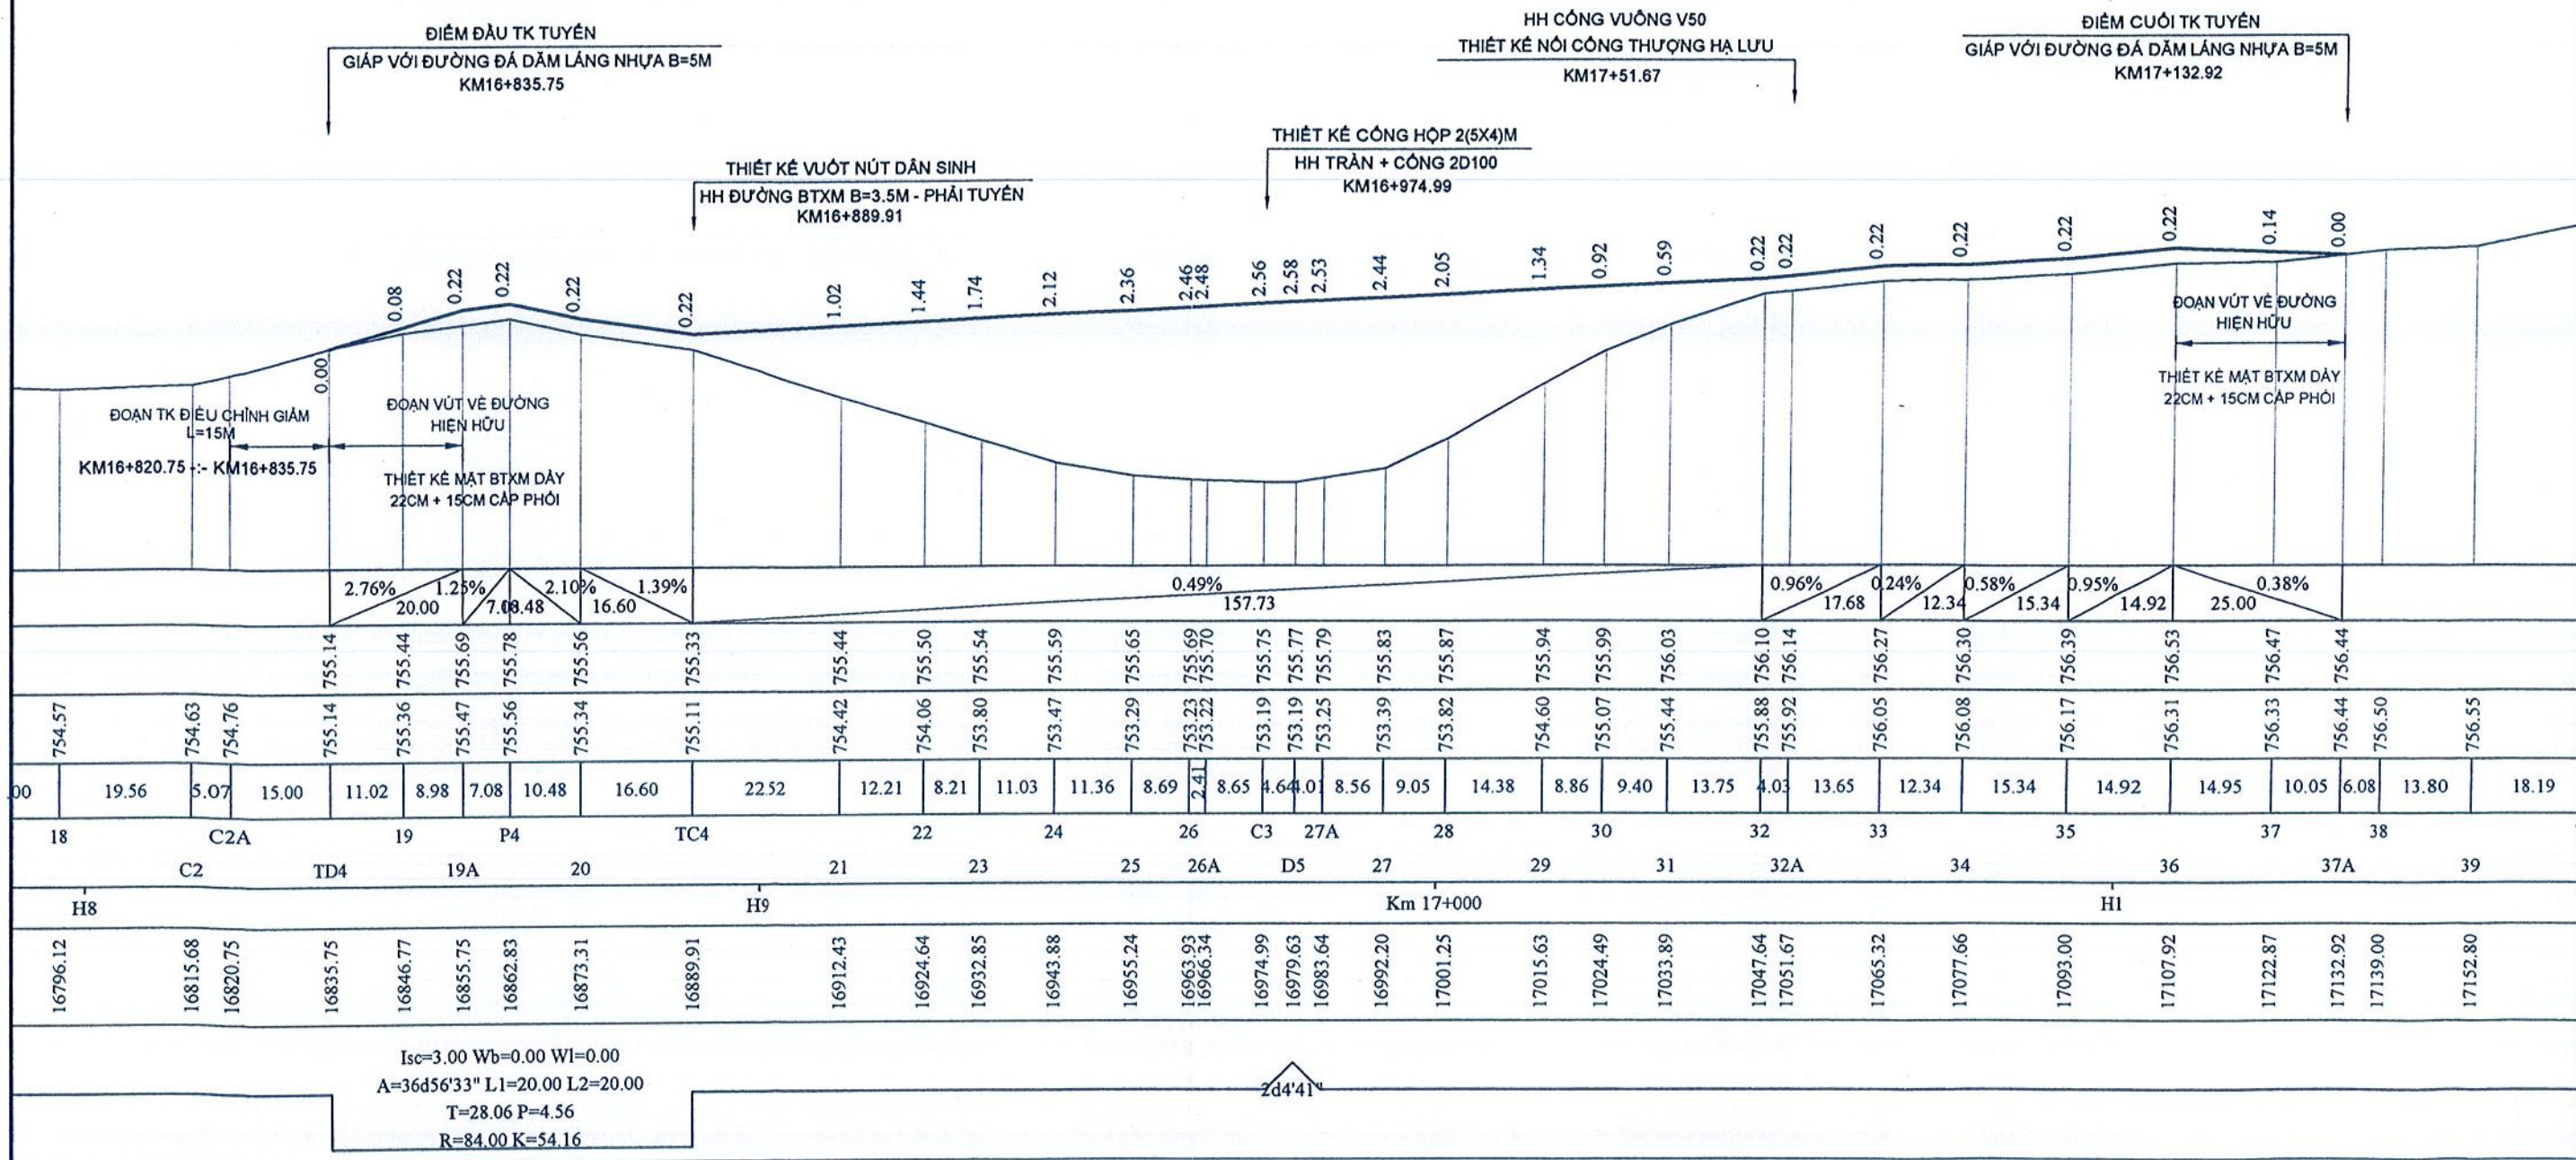 ĐIỂM ĐẦU TK TUYẾN
GIÁP VỚI ĐƯỜNG ĐÁ DĂM LÁNG NHỰA B=5M
KM16+835.75
HH CỐNG VUÔNG V50
THIẾT KẾ NỐI CỐNG THƯỢNG HẠ LƯU
KM17+51.67
ĐIỂM CUỐI TK TUYẾN
GIÁP VỚI ĐƯỜNG ĐÁ DĂM LÁNG NHỰA B=5M
KM17+132.92
THIẾT KẾ VUỐT NÚT DÂN SINH
HH ĐƯỜNG BTXM B=3.5M - PHẢI TUYẾN
KM16+889.91
THIẾT KẾ CỐNG HỘP 2(5X4)M
HH TRÀN + CỐNG 2D100
KM16+974.99
0.00 0.08 0.22 0.22 0.22 0.22 1.02 1.44 1.74 2.12 2.36 2.46 2.48 2.56 2.58 2.53 2.44 2.05 1.34 0.92 0.59 0.22 0.22 0.22 0.22 0.22 0.22 0.14 0.00
ĐOẠN TK ĐIỀU CHỈNH GIẢM
L=15M
KM16+820.75 -:- KM16+835.75
ĐOẠN VÚT VỀ ĐƯỜNG
HIỆN HỮU
THIẾT KẾ MẶT BTXM DÀY
22CM + 15CM CẤP PHỐI
ĐOẠN VÚT VỀ ĐƯỜNG
HIỆN HỮU
THIẾT KẾ MẶT BTXM DÀY
22CM + 15CM CẤP PHỐI
2.76% 1.25% 2.10% 1.39% 0.49% 0.96% 0.24% 0.58% 0.95% 0.38%
20.00 7.08 10.48 16.60 157.73 17.68 12.34 15.34 14.92 25.00
755.14 755.44 755.69 755.78 755.56 755.33 755.44 755.50 755.54 755.59 755.65 755.69 755.70 755.75 755.77 755.79 755.83 755.87 755.94 755.99 756.03 756.10 756.14 756.27 756.30 756.39 756.53 756.47 756.44
754.57 754.63 754.76 755.14 755.36 755.47 755.56 755.34 755.11 754.42 754.06 753.80 753.47 753.29 753.23 753.22 753.19 753.19 753.25 753.39 753.82 754.60 755.07 755.44 755.88 755.92 756.05 756.08 756.17 756.31 756.33 756.44 756.50 756.55
.00 19.56 5.07 15.00 11.02 8.98 7.08 10.48 16.60 22.52 12.21 8.21 11.03 11.36 8.69 2.41 8.65 4.64 4.01 8.56 9.05 14.38 8.86 9.40 13.75 4.03 13.65 12.34 15.34 14.92 14.95 10.05 6.08 13.80 18.19
18 C2A 19 P4 TC4 22 24 26 C3 27A 28 30 32 33 35 37 38
C2 TD4 19A 20 21 23 25 26A D5 27 29 31 32A 34 36 37A 39
H8 H9 Km 17+000 H1
16796.12 16815.68 16820.75 16835.75 16846.77 16855.75 16862.83 16873.31 16889.91 16912.43 16924.64 16932.85 16943.88 16955.24 16963.93 16966.34 16974.99 16979.63 16983.64 16992.20 17001.25 17015.63 17024.49 17033.89 17047.64 17051.67 17065.32 17077.66 17093.00 17107.92 17122.87 17132.92 17139.00 17152.80
Isc=3.00 Wb=0.00 Wl=0.00
A=36d56'33" L1=20.00 L2=20.00
T=28.06 P=4.56
R=84.00 K=54.16
2d4'41"